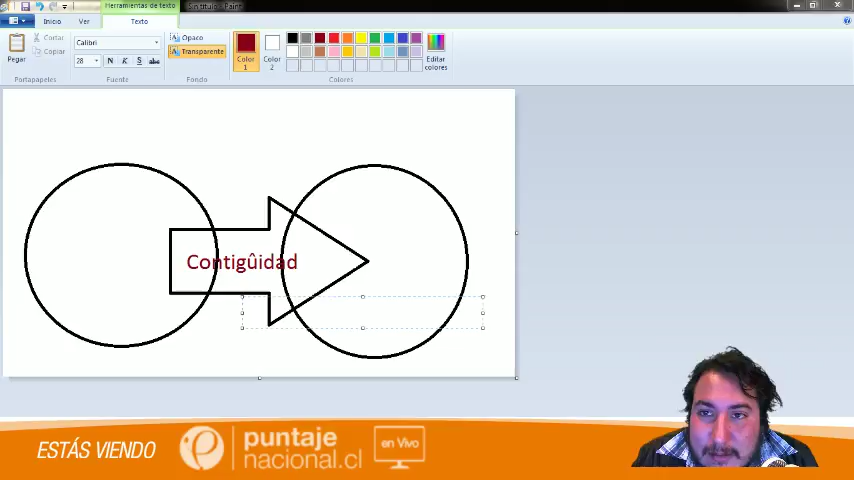 Herramientas de texto
Sin título - Paint
Inicio
Ver
Texto
Pegar
Cortar
Copiar
Portapapeles
Calibri
28
N K S abc
Fuente
Opaco
Transparente
Fondo
Color 1
Color 2
Editar colores
Colores
Contigûidad
ESTÁS VIENDO
puntaje
nacional.cl
en Vivo